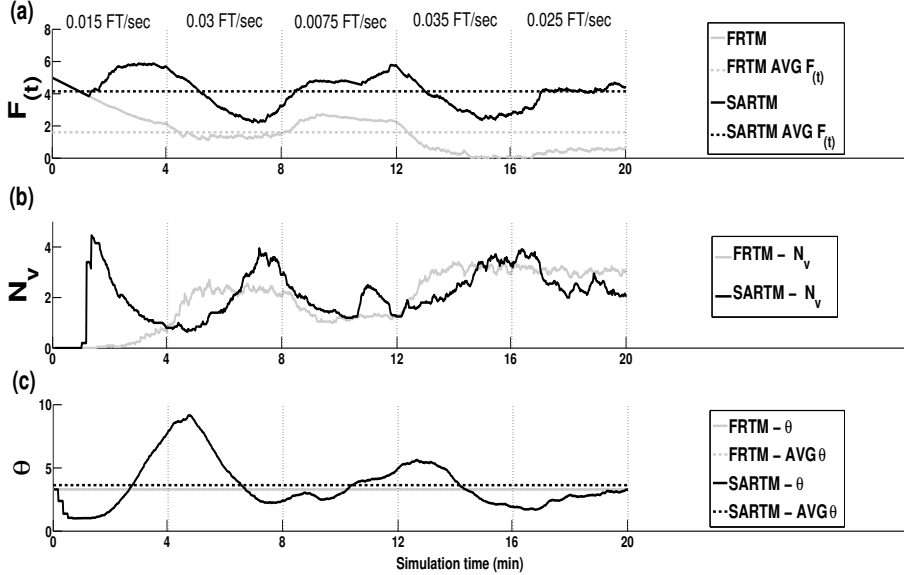 (a)
0.015 FT/sec 0.03 FT/sec 0.0075 FT/sec 0.035 FT/sec 0.025 FT/sec
F(t)
8
6
4
2
0
0 4 8 12 16 20
FRTM
FRTM AVG F(t)
SARTM
SARTM AVG F(t)
(b)
Nv
4
2
0
0 4 8 12 16 20
FRTM – Nv
SARTM – Nv
(c)
θ
10
5
0
0 4 8 12 16 20
Simulation time (min)
FRTM – θ
FRTM – AVG θ
SARTM – θ
SARTM – AVG θ